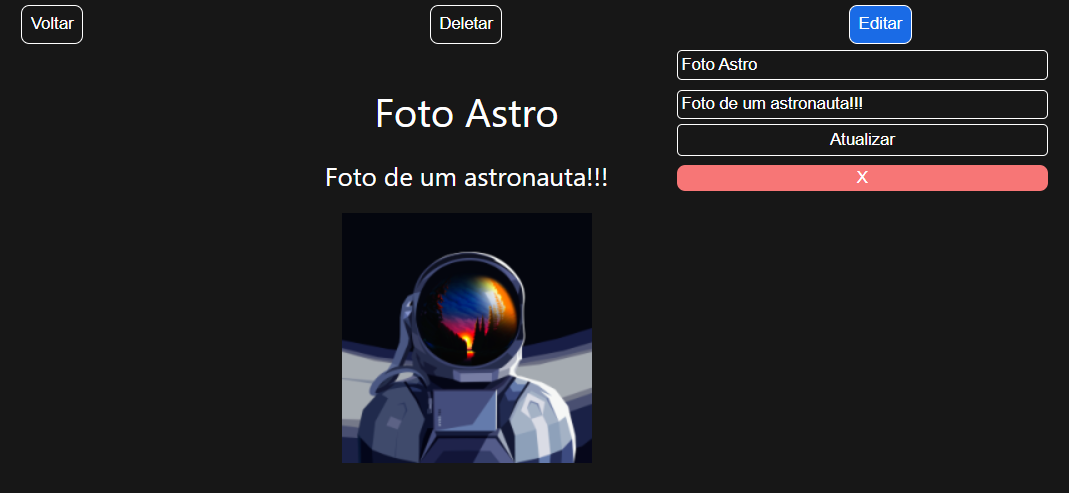 Voltar
Deletar
Editar
Foto Astro
Foto de um astronauta!!!
Atualizar
X
Foto Astro
Foto de um astronauta!!!